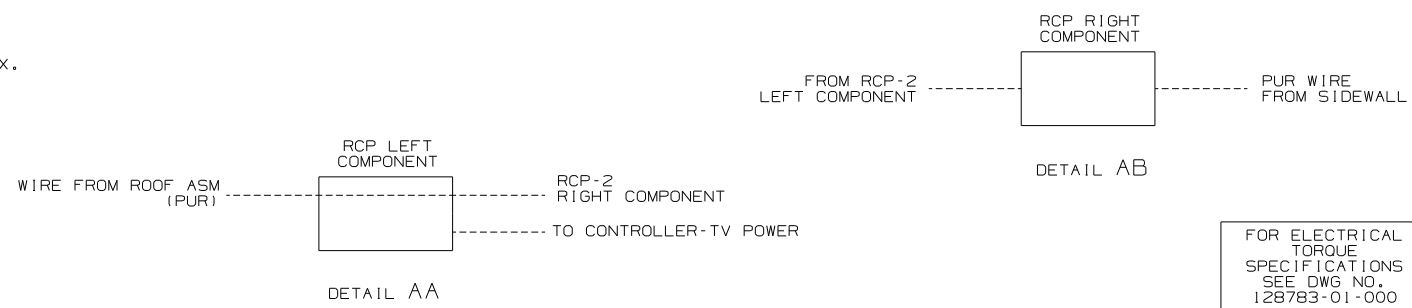 X.
RCP RIGHT
COMPONENT
FROM RCP-2
LEFT COMPONENT
PUR WIRE
FROM SIDEWALL
DETAIL AB
RCP LEFT
COMPONENT
WIRE FROM ROOF ASM
(PUR)
RCP-2
RIGHT COMPONENT
TO CONTROLLER-TV POWER
DETAIL AA
FOR ELECTRICAL
TORQUE
SPECIFICATIONS
SEE DWG NO.
128783-01-000